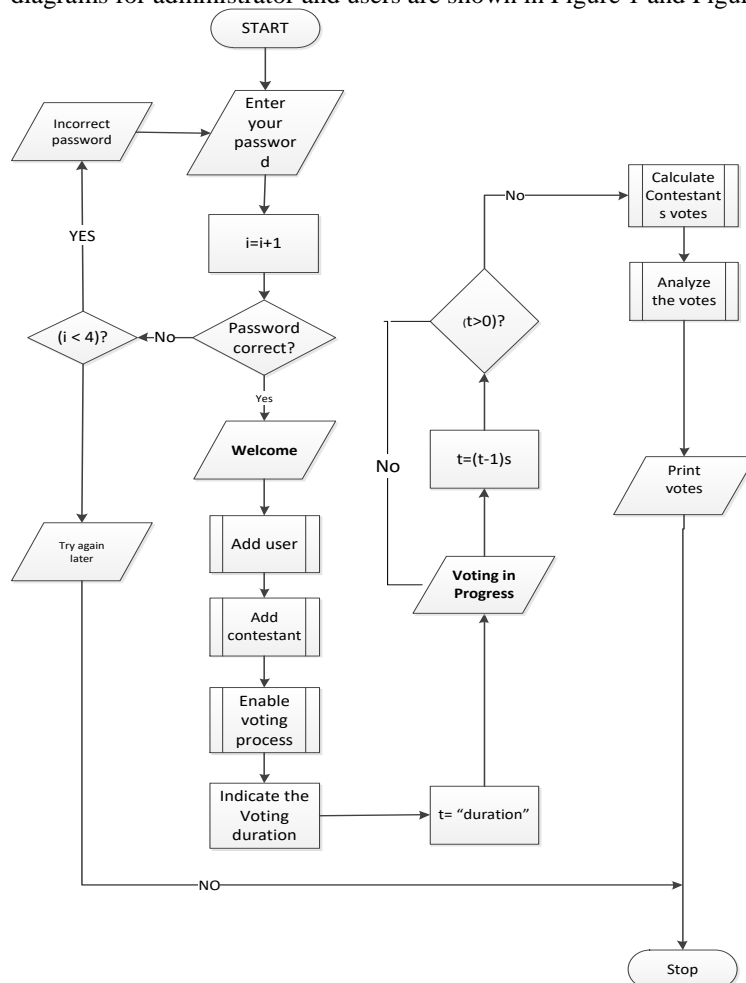 diagrams for administrator and users are shown in Figure 1 and Figur
START
Enter
your
passwor
d
Incorrect
password
i=i+1
YES
(i < 4)?
No
Password
correct?
Yes
Welcome
Try again
later
Add user
Add
contestant
Enable
voting
process
Indicate the
Voting
duration
t= “duration”
Voting in
Progress
t=(t-1)s
No
(t>0)?
No
Calculate
Contestant
s votes
Analyze
the votes
Print
votes
NO
Stop